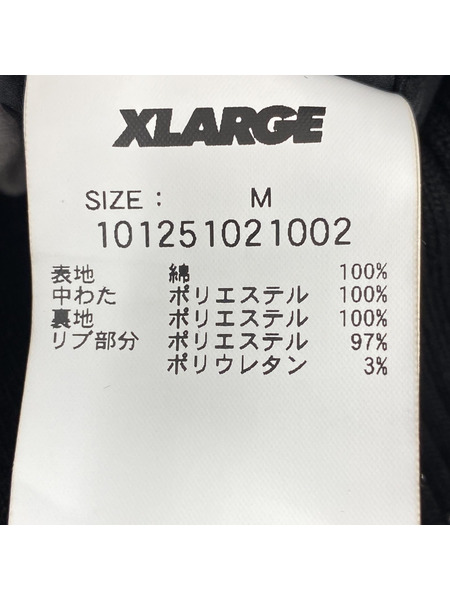 XLARGE
SIZE : M
101251021002
表地 綿 100%
中わた ポリエステル 100%
裏地 ポリエステル 100%
リブ部分 ポリエステル 97%
ポリウレタン 3%